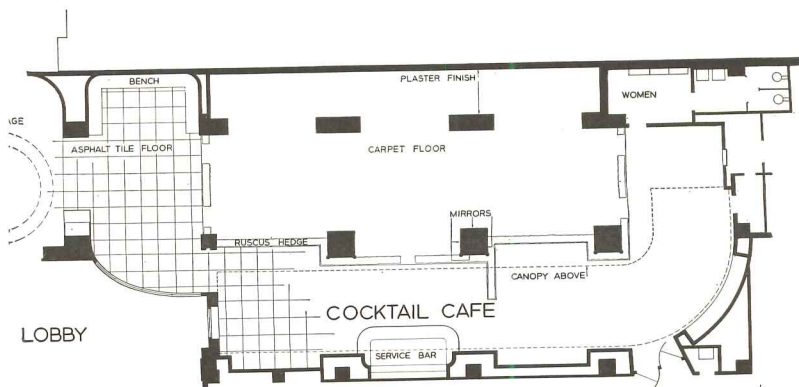 BENCH
PLASTER FINISH
WOMEN
AGE
ASPHALT TILE FLOOR
CARPET FLOOR
MIRRORS
RUSCUS HEDGE
CANOPY ABOVE
COCKTAIL CAFE
LOBBY
SERVICE BAR